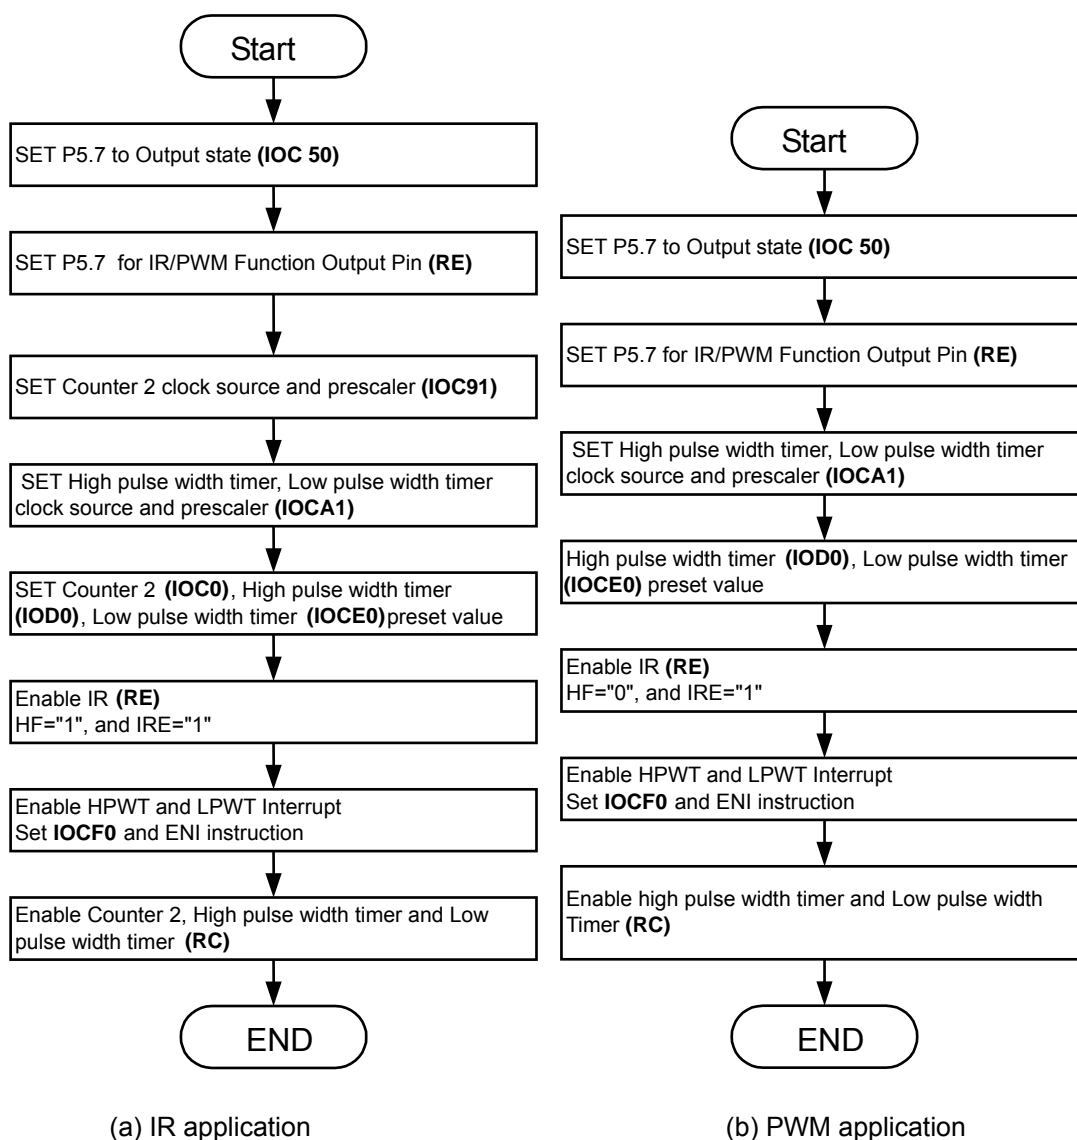 Start
SET P5.7 to Output state (IOC 50)
SET P5.7 for IR/PWM Function Output Pin (RE)
SET Counter 2 clock source and prescaler (IOC91)
SET High pulse width timer, Low pulse width timer
clock source and prescaler (IOCA1)
SET Counter 2 (IOC0), High pulse width timer
(IOD0), Low pulse width timer (IOCE0) preset value
Enable IR (RE)
HF="1", and IRE="1"
Enable HPWT and LPWT Interrupt
Set IOCF0 and ENI instruction
Enable Counter 2, High pulse width timer and Low
pulse width timer (RC)
END
(a) IR application
Start
SET P5.7 to Output state (IOC 50)
SET P5.7 for IR/PWM Function Output Pin (RE)
SET High pulse width timer, Low pulse width timer
clock source and prescaler (IOCA1)
High pulse width timer (IOD0), Low pulse width timer
(IOCE0) preset value
Enable IR (RE)
HF="0", and IRE="1"
Enable HPWT and LPWT Interrupt
Set IOCF0 and ENI instruction
Enable high pulse width timer and Low pulse width
Timer (RC)
END
(b) PWM application